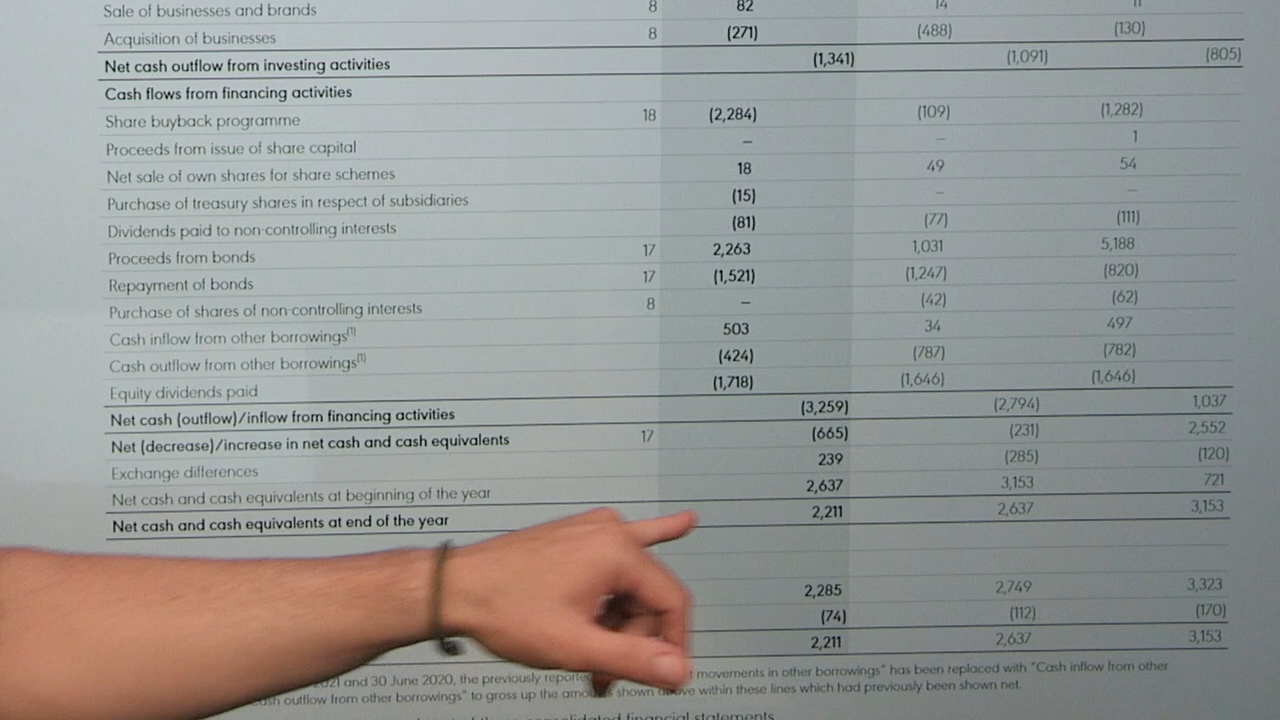 Sale of businesses and brands 8 82 14 11
Acquisition of businesses 8 (271) (488) (130)
Net cash outflow from investing activities (1,341) (1,091) (805)
Cash flows from financing activities
Share buyback programme 18 (2,284) (109) (1,282)
Proceeds from issue of share capital – – 1
Net sale of own shares for share schemes 18 49 54
Purchase of treasury shares in respect of subsidiaries (15) – –
Dividends paid to non-controlling interests (81) (77) (111)
Proceeds from bonds 17 2,263 1,031 5,188
Repayment of bonds 17 (1,521) (1,247) (820)
Purchase of shares of non-controlling interests 8 – (42) (62)
Cash inflow from other borrowings(1) 503 34 497
Cash outflow from other borrowings(1) (424) (787) (782)
Equity dividends paid (1,718) (1,646) (1,646)
Net cash (outflow)/inflow from financing activities (3,259) (2,794) 1,037
Net (decrease)/increase in net cash and cash equivalents 17 (665) (231) 2,552
Exchange differences 239 (285) (120)
Net cash and cash equivalents at beginning of the year 2,637 3,153 721
Net cash and cash equivalents at end of the year 2,211 2,637 3,153
2,285 2,749 3,323
(74) (112) (170)
2,211 2,637 3,153
and 30 June 2020, the previously movements in other borrowings" has been replaced with "Cash inflow from other
outflow from other borrowings" to gross up the shown above within these lines which had previously been shown net.
consolidated financial statements